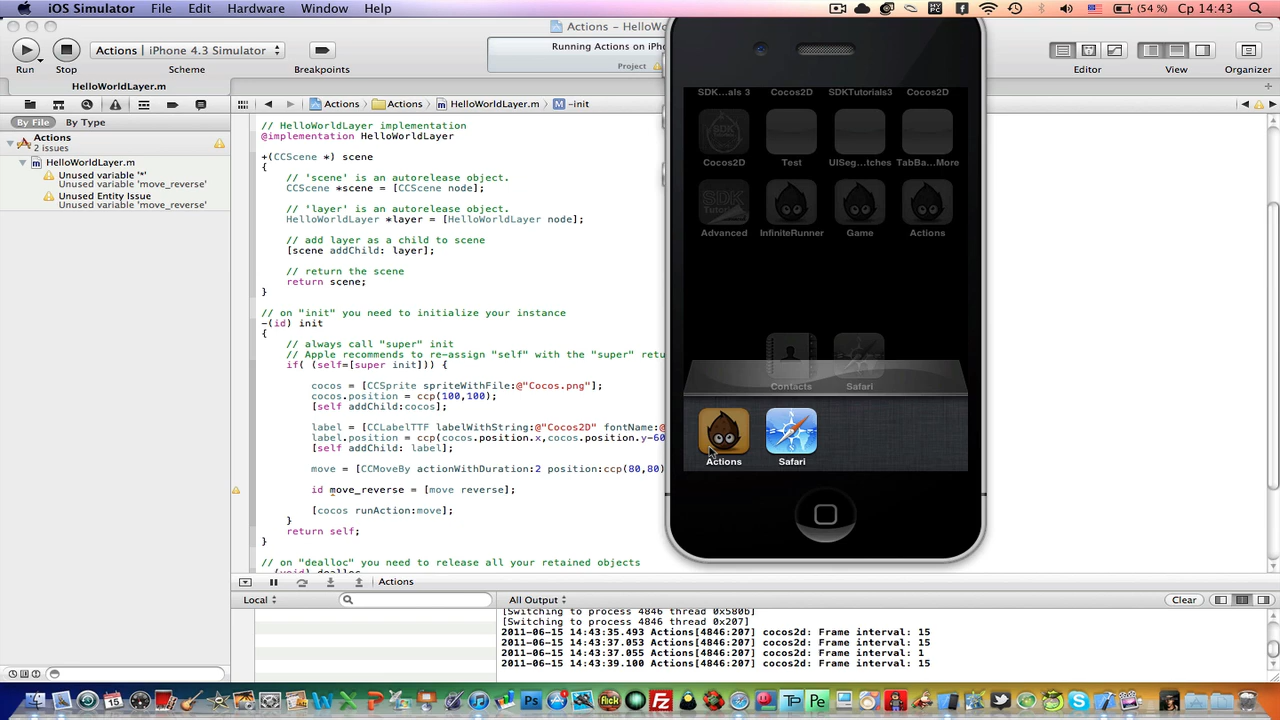 iOS Simulator File Edit Hardware Window Help (54 %) Ср 14:43
Actions – HelloWo
Actions | iPhone 4.3 Simulator
Running Actions on iPho
Project
Run Stop Scheme Breakpoints Editor View Organizer
HelloWorldLayer.m
Actions Actions HelloWorldLayer.m M -init
By File By Type
Actions
2 issues
HelloWorldLayer.m
Unused variable '*'
Unused variable 'move_reverse'
Unused Entity Issue
Unused variable 'move_reverse'
// HelloWorldLayer implementation
@implementation HelloWorldLayer
+(CCScene *) scene
{
// 'scene' is an autorelease object.
CCScene *scene = [CCScene node];
// 'layer' is an autorelease object.
HelloWorldLayer *layer = [HelloWorldLayer node];
// add layer as a child to scene
[scene addChild: layer];
// return the scene
return scene;
}
// on "init" you need to initialize your instance
-(id) init
{
// always call "super" init
// Apple recommends to re-assign "self" with the "super" retu
if( (self=[super init])) {
cocos = [CCSprite spriteWithFile:@"Cocos.png"];
cocos.position = ccp(100,100);
[self addChild:cocos];
label = [CCLabelTTF labelWithString:@"Cocos2D" fontName:@
label.position = ccp(cocos.position.x,cocos.position.y-60
[self addChild: label];
move = [CCMoveBy actionWithDuration:2 position:ccp(80,80)
id move_reverse = [move reverse];
[cocos runAction:move];
}
return self;
}
// on "dealloc" you need to release all your retained objects
(void) dealloc
SDK...als 3 Cocos2D SDKTutorials3 Cocos2D
Cocos2D Test UISeg...tches TabBa...More
Advanced InfiniteRunner Game Actions
Contacts Safari
Actions Safari
Actions
Local All Output Clear
[Switching to process 4846 thread 0x580b]
[Switching to process 4846 thread 0x207]
2011-06-15 14:43:35.493 Actions[4846:207] cocos2d: Frame interval: 15
2011-06-15 14:43:37.053 Actions[4846:207] cocos2d: Frame interval: 15
2011-06-15 14:43:37.055 Actions[4846:207] cocos2d: Frame interval: 1
2011-06-15 14:43:39.100 Actions[4846:207] cocos2d: Frame interval: 15